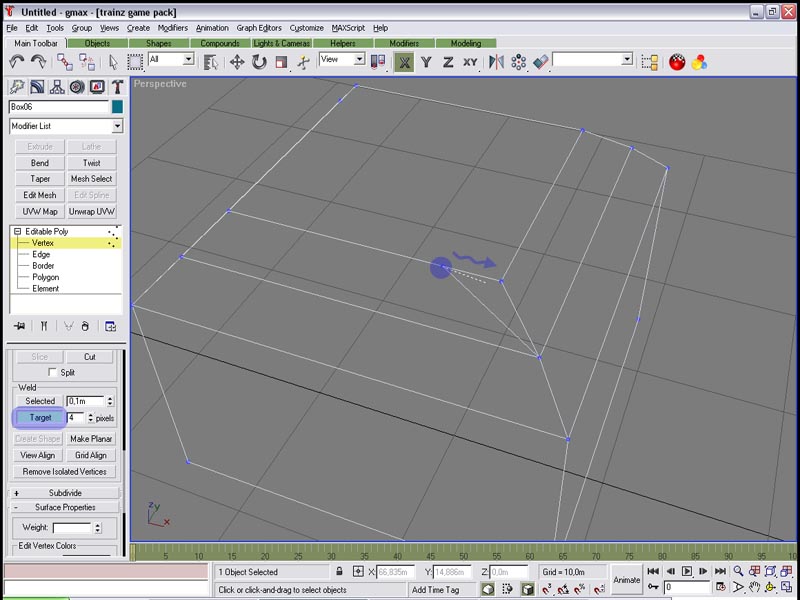 Untitled - gmax - [trainz game pack]
File Edit Tools Group Views Create Modifiers Animation Graph Editors Customize MAXScript Help
Main Toolbar Objects Shapes Compounds Lights & Cameras Helpers Modifiers Modeling
All View X Y Z XY
Perspective
Box06
Modifier List
Extrude Lathe
Bend Twist
Taper Mesh Select
Edit Mesh Edit Spline
UVW Map Unwrap UVW
Editable Poly
Vertex
Edge
Border
Polygon
Element
Slice Cut
Split
Weld
Selected 0,1m
Target 4 pixels
Create Shape Make Planar
View Align Grid Align
Remove Isolated Vertices
+ Subdivide
- Surface Properties
Weight:
Edit Vertex Colors
z y
x
5 10 15 20 25 30 35 40 45 50 55 60 65 70 75 80 85 90 95 100
1 Object Selected X: 66,835m Y: 14,886m Z: 0,0m Grid = 10,0m
Animate
0
Click or click-and-drag to select objects Add Time Tag